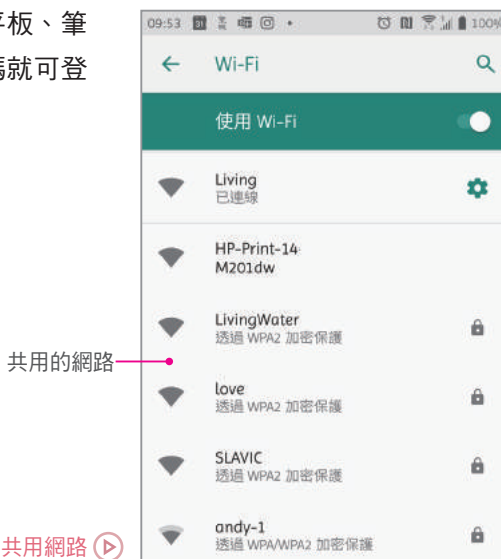 平板、筆
碼就可登
09:53
100%
Wi-Fi
使用 Wi-Fi
Living
已連線
HP-Print-14-
M201dw
LivingWater
透過 WPA2 加密保護
共用的網路
love
透過 WPA2 加密保護
SLAVIC
透過 WPA2 加密保護
andy-1
透過 WPA/WPA2 加密保護
共用網路